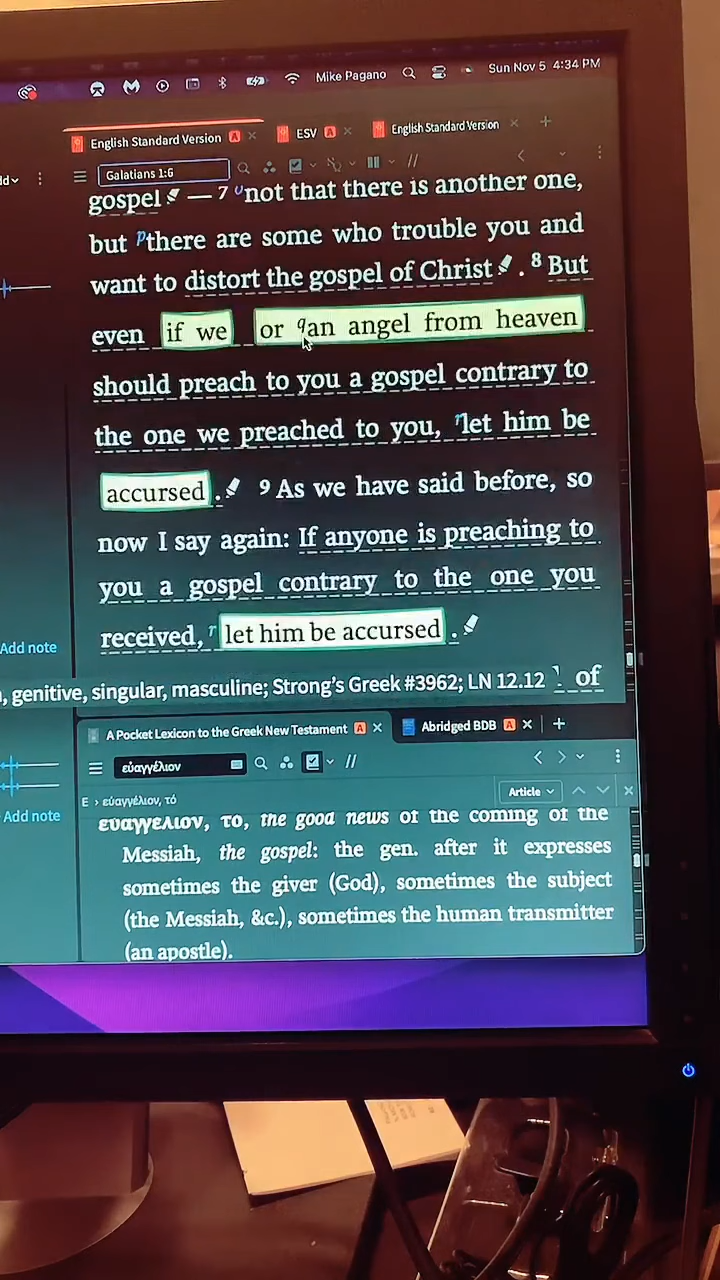 Mike Pagano Sun Nov 5 4:34 PM
English Standard Version A × ESV A × English Standard Version × +
Galatians 1:6
gospel — 7 ᵛnot that there is another one,
but ᵖthere are some who trouble you and
want to distort the gospel of Christ . 8 But
even if we or qan angel from heaven
should preach to you a gospel contrary to
the one we preached to you, ʳlet him be
accursed . 9 As we have said before, so
now I say again: If anyone is preaching to
you a gospel contrary to the one you
received, ʳ let him be accursed .
Add note
, genitive, singular, masculine; Strong's Greek #3962; LN 12.12 of
A Pocket Lexicon to the Greek New Testament A × Abridged BDB A × +
εὐαγγέλιον
E › εὐαγγέλιον, τό Article
Add note
εὐαγγέλιον, τό, the good news of the coming of the
Messiah, the gospel: the gen. after it expresses
sometimes the giver (God), sometimes the subject
(the Messiah, &c.), sometimes the human transmitter
(an apostle).